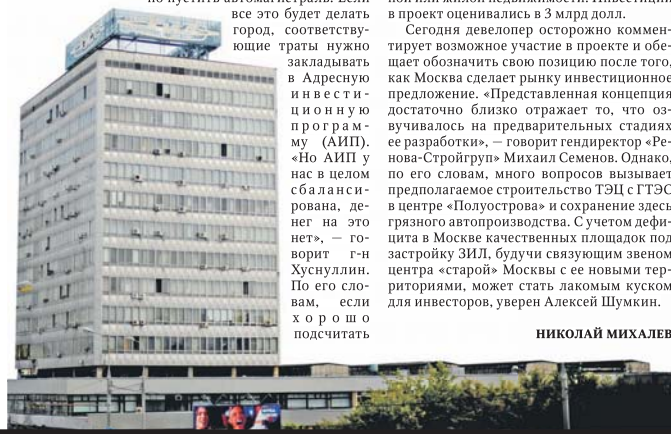 но пустить автомагистраль. Если
все это будет делать
город, соответству-
ющие траты нужно
закладывать
в Адресную
инвести-
ционную
програм-
му (АИП).
«Но АИП у
нас в целом
сбаланси-
рована, де-
нег на это
нет», — го-
ворит г-н
Хуснуллин.
По его сло-
вам, если
хорошо
подсчитать
ной или жилой недвижимости. Инвестиции
в проект оценивались в 3 млрд долл.
Сегодня девелопер осторожно коммен-
тирует возможное участие в проекте и обе-
щает обозначить свою позицию после того,
как Москва сделает рынку инвестиционное
предложение. «Представленная концепция
достаточно близко отражает то, что оз-
вучивалось на предварительных стадиях
ее разработки», — говорит гендиректор «Ре-
нова-Стройгруп» Михаил Семенов. Однако,
по его словам, много вопросов вызывает
предполагаемое строительство ТЭЦ с ГТЭС
в центре «Полуострова» и сохранение здесь
грязного автопроизводства. С учетом дефи-
цита в Москве качественных площадок под
застройку ЗИЛ, будучи связующим звеном
центра «старой» Москвы с ее новыми тер-
риториями, может стать лакомым куском
для инвесторов, уверен Алексей Шумкин.
НИКОЛАЙ МИХАЛЕВ